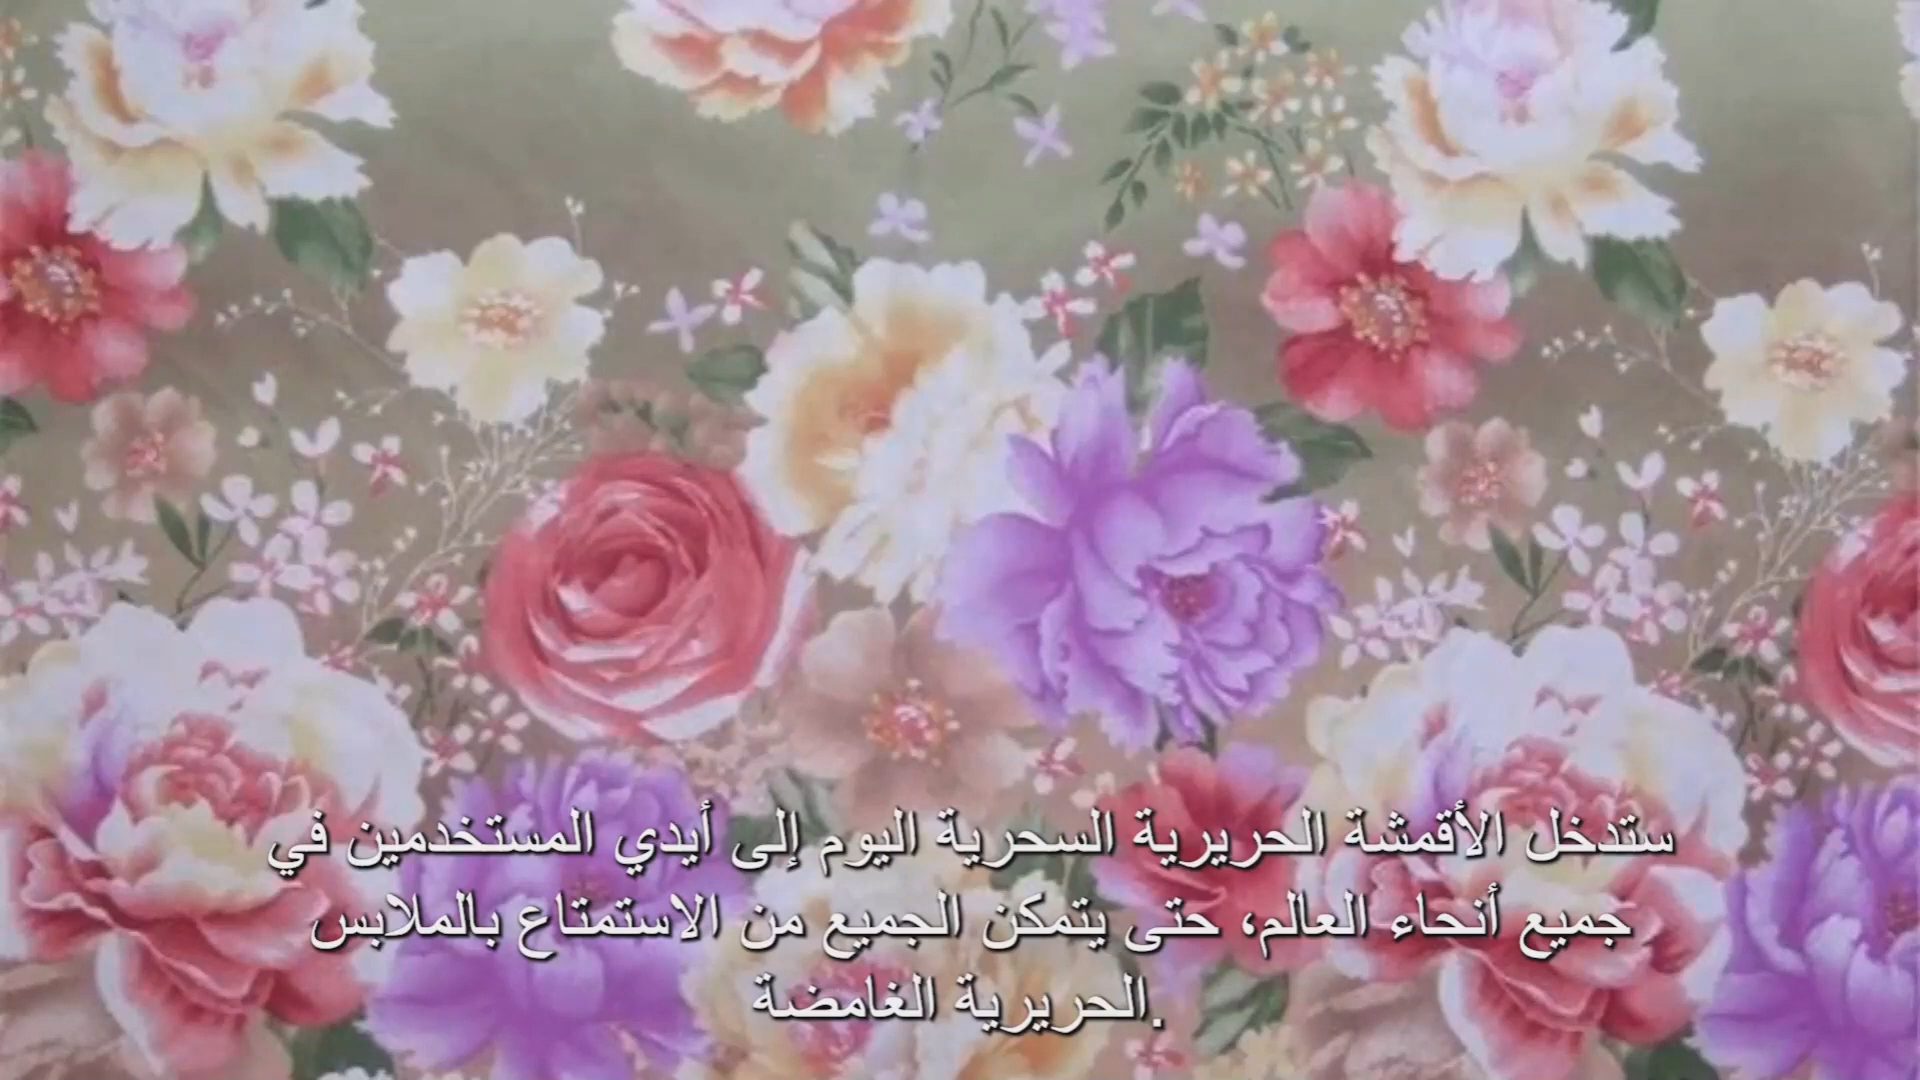 ستدخل الأقمشة الحريرية السحرية اليوم إلى أيدي المستخدمين في
جميع أنحاء العالم، حتى يتمكن الجميع من الاستمتاع بالملابس
الحريرية الغامضة.